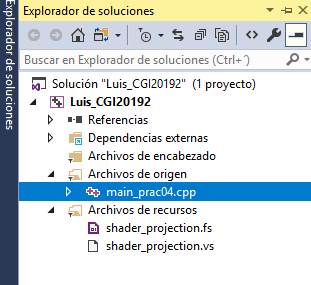 Explorador de soluciones
Explorador de soluciones
Buscar en Explorador de soluciones (Ctrl+´)
Solución "Luis_CGI20192" (1 proyecto)
Luis_CGI20192
Referencias
Dependencias externas
Archivos de encabezado
Archivos de origen
main_prac04.cpp
Archivos de recursos
shader_projection.fs
shader_projection.vs